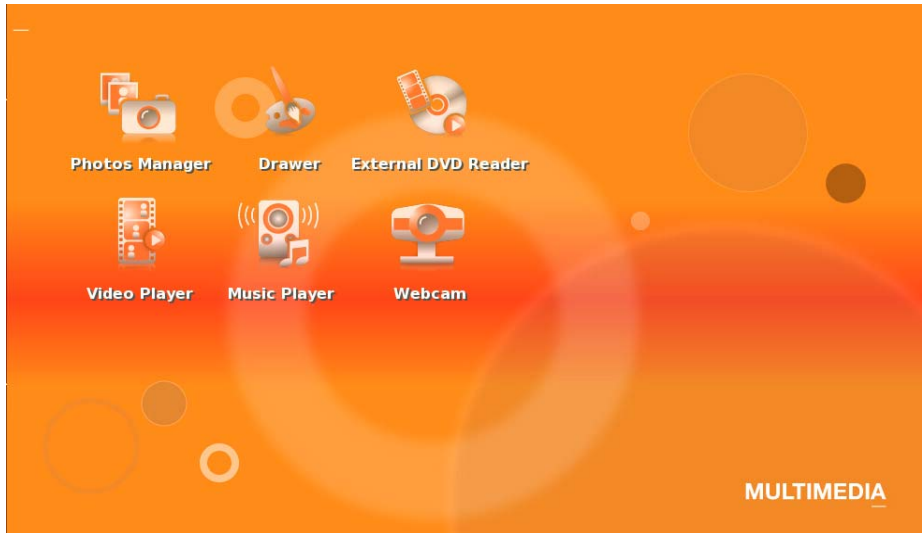 Photos Manager Drawer External DVD Reader
Video Player Music Player Webcam
MULTIMEDIA